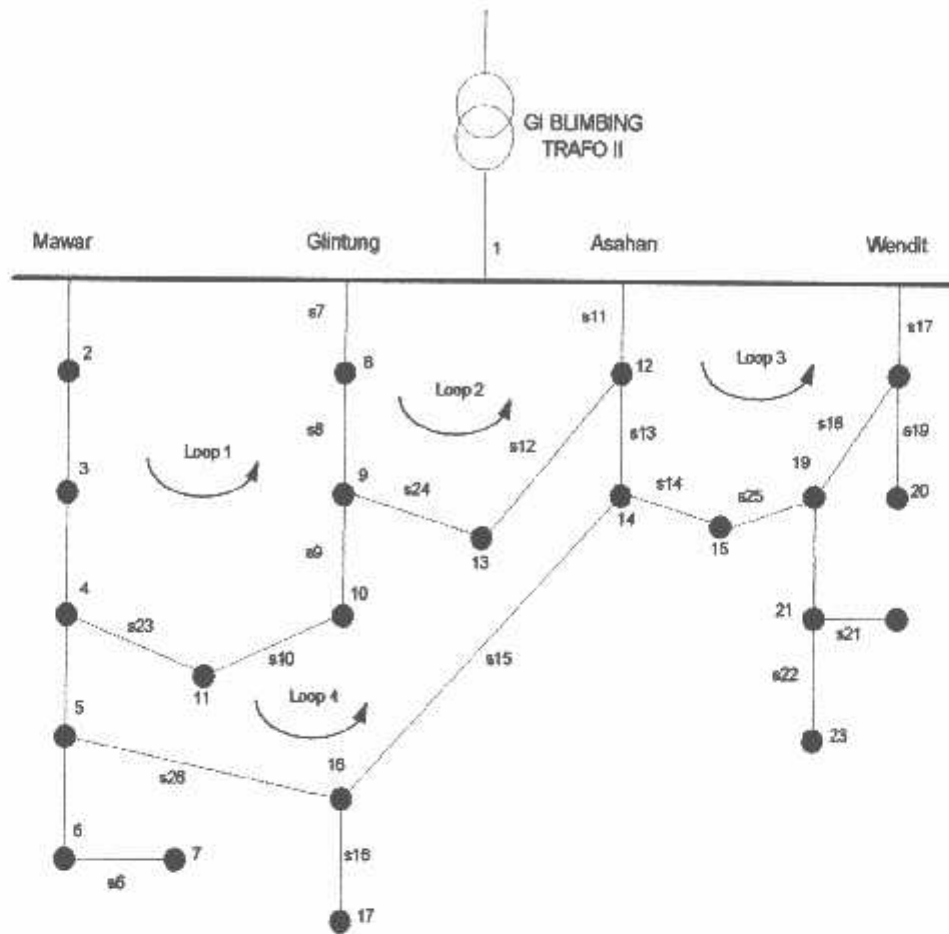 GI BLIMBING
TRAFO II
Mawar
Glintung
1
Asahan
Wendit
s7
s11
s17
2
8
12
Loop 3
Loop 2
s8
s12
s13
s18
s19
Loop 1
3
9
s24
s14
s25
19
20
13
14
15
s9
4
s23
10
21
s21
s10
s15
11
Loop 4
s22
5
23
s26
16
6
7
s16
s6
17